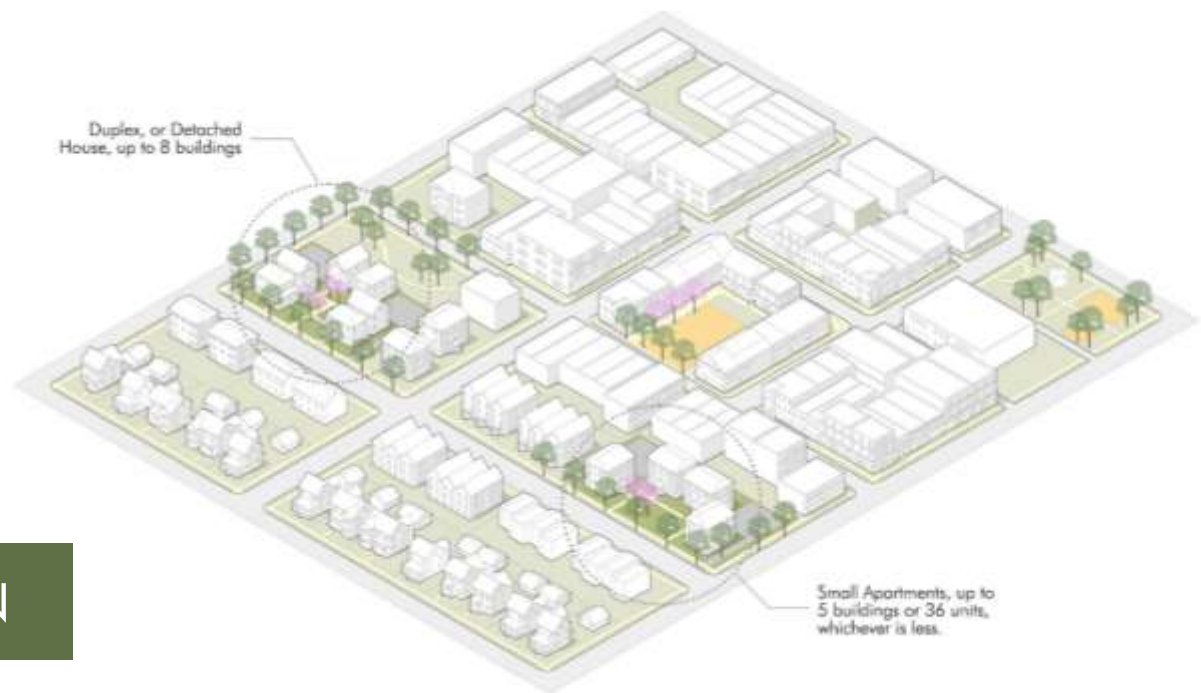 Duplex, or Detached
House, up to 8 buildings
N
Small Apartments, up to
5 buildings or 36 units,
whichever is less.